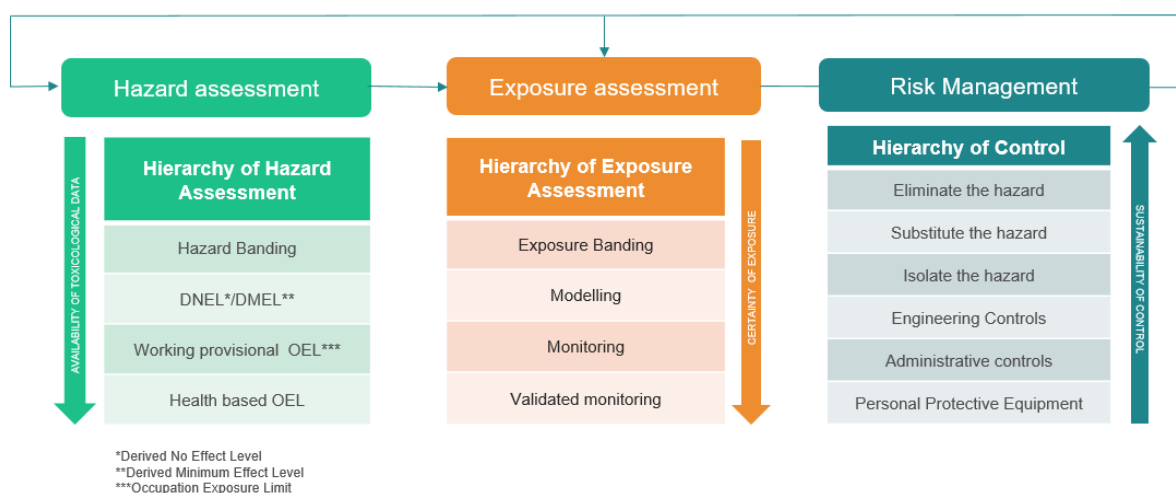 Hazard assessment
Exposure assessment
Risk Management
AVAILABILITY OF TOXICOLOGICAL DATA
Hierarchy of Hazard
Assessment
Hazard Banding
DNEL*/DMEL**
Working provisional OEL***
Health based OEL
*Derived No Effect Level
**Derived Minimum Effect Level
***Occupation Exposure Limit
Hierarchy of Exposure
Assessment
Exposure Banding
Modelling
Monitoring
Validated monitoring
CERTAINTY OF EXPOSURE
Hierarchy of Control
Eliminate the hazard
Substitute the hazard
Isolate the hazard
Engineering Controls
Administrative controls
Personal Protective Equipment
SUSTAINABILITY OF CONTROL